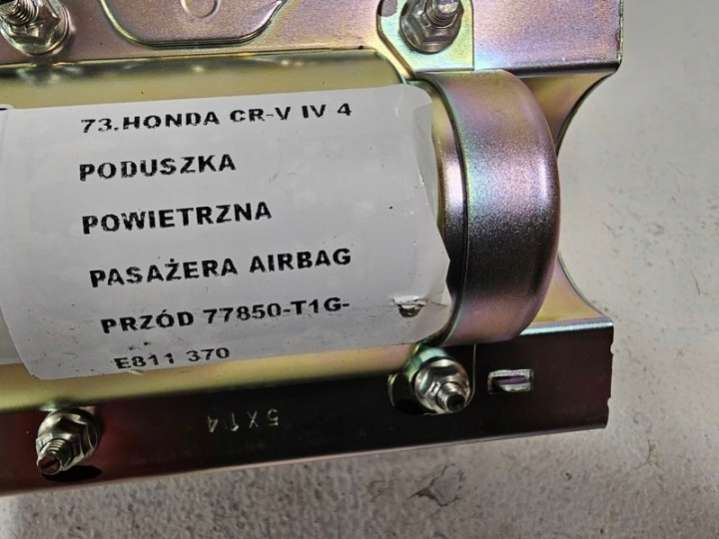 73.HONDA CR-V IV 4
PODUSZKA
POWIETRZNA
PASAŻERA AIRBAG
PRZÓD 77850-T1G-
E811 370
5X14